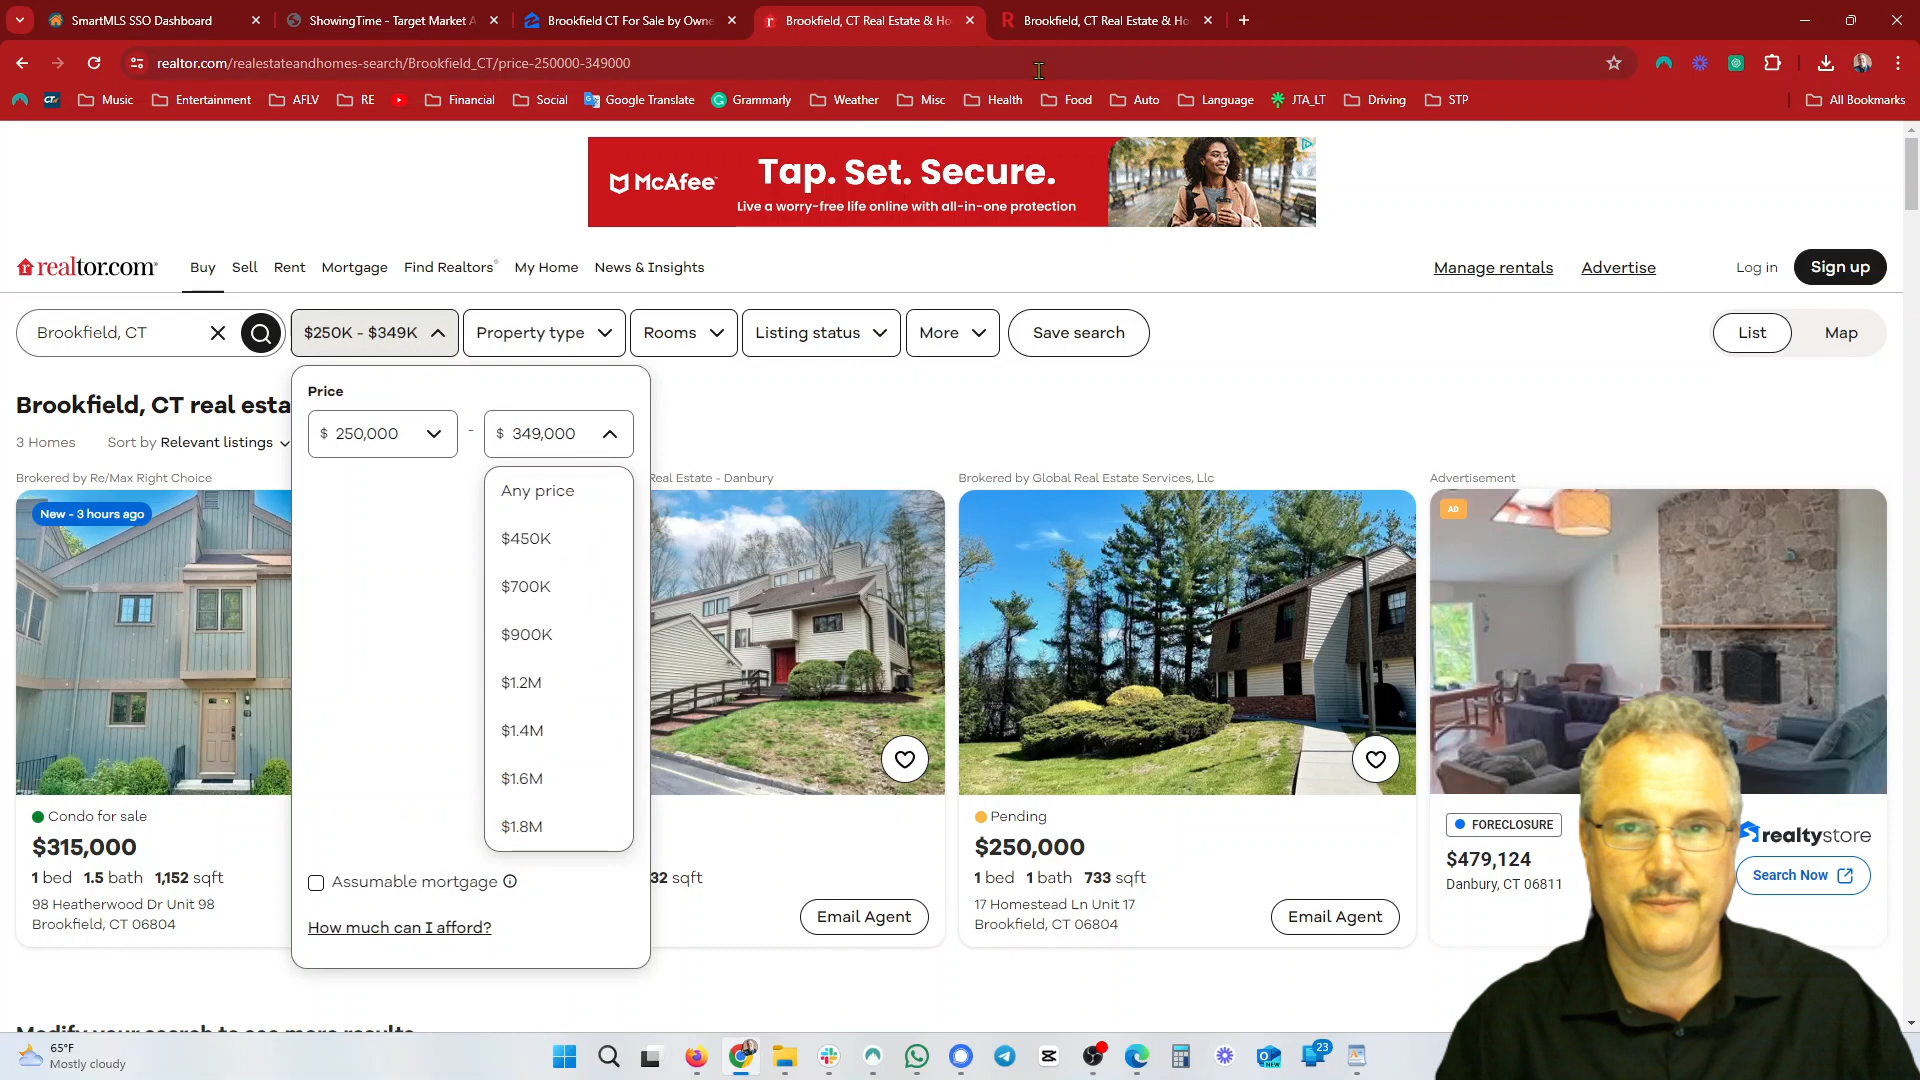 SmartMLS SSO Dashboard
ShowingTime - Target Market A
Brookfield CT For Sale by Owne
Brookfield, CT Real Estate & Ho
Brookfield, CT Real Estate & Ho
realtor.com/realestateandhomes-search/Brookfield_CT/price-250000-349000
Music
Entertainment
AFLV
RE
Financial
Social
Google Translate
Grammarly
Weather
Misc
Health
Food
Auto
Language
JTA_LT
Driving
STP
All Bookmarks
McAfee
Tap. Set. Secure.
Live a worry-free life online with all-in-one protection
realtor.com®
Buy
Sell
Rent
Mortgage
Find Realtors®
My Home
News & Insights
Manage rentals
Advertise
Log in
Sign up
Brookfield, CT
$250K - $349K
Property type
Rooms
Listing status
More
Save search
List
Map
Brookfield, CT real esta
3 Homes
Sort by Relevant listings
Price
$ 250,000
-
$ 349,000
Any price
$450K
$700K
$900K
$1.2M
$1.4M
$1.6M
$1.8M
Assumable mortgage
How much can I afford?
Brokered by Re/Max Right Choice
New - 3 hours ago
Condo for sale
$315,000
1 bed 1.5 bath 1,152 sqft
98 Heatherwood Dr Unit 98
Brookfield, CT 06804
Real Estate - Danbury
32 sqft
Email Agent
Brokered by Global Real Estate Services, Llc
Pending
$250,000
1 bed 1 bath 733 sqft
17 Homestead Ln Unit 17
Brookfield, CT 06804
Email Agent
Advertisement
AD
FORECLOSURE
$479,124
Danbury, CT 06811
realtystore
Search Now
Modify your search to see more results
65°F
Mostly cloudy
NEW
23